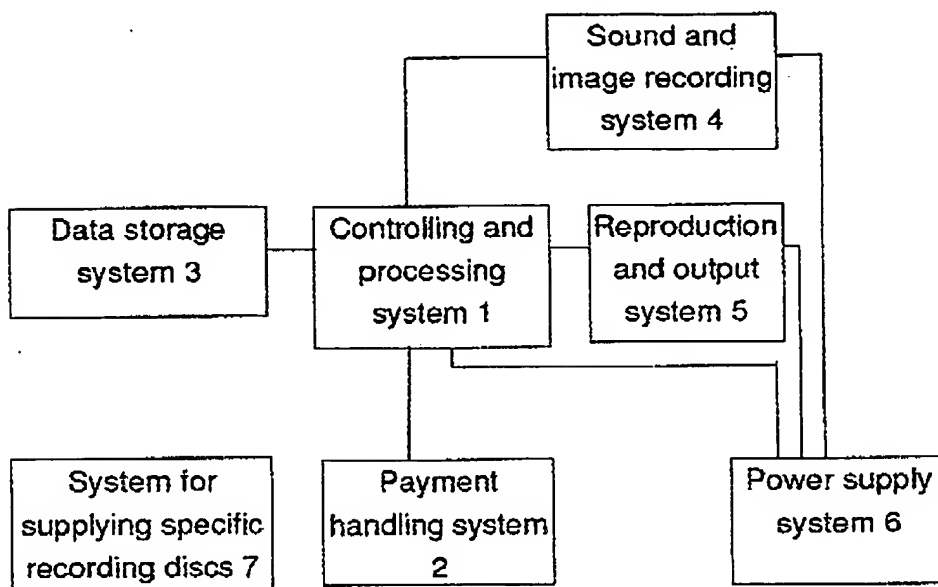 Sound and
image recording
system 4
Data storage
system 3
Controlling and
processing
system 1
Reproduction
and output
system 5
System for
supplying specific
recording discs 7
Payment
handling system
2
Power supply
system 6